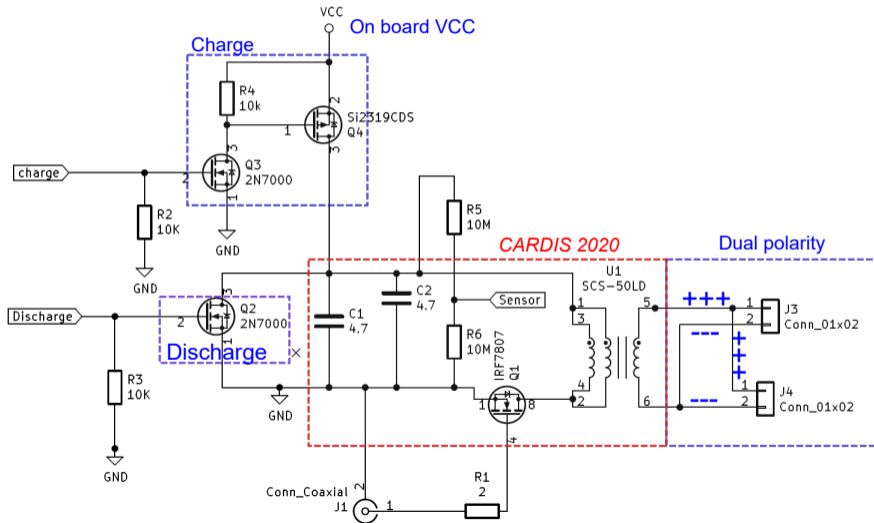 VCC
On board VCC
Charge
R4
10k
2
Si2319CDS
Q4
1
3
3
Q3
2N7000
2
1
charge
R2
10K
GND
GND
R5
10M
CARDIS 2020
Dual polarity
U1
SCS-50LD
Discharge
3
Q2
2N7000
2
1
Discharge
×
C1
4.7
C2
4.7
Sensor
R6
10M
IRF7807
Q1
1
8
4
1
3
4
2
5
6
+++
---
+++
---
1
2
J3
Conn_01x02
1
2
J4
Conn_01x02
R3
10K
GND
GND
Conn_Coaxial
J1
2
1
R1
2